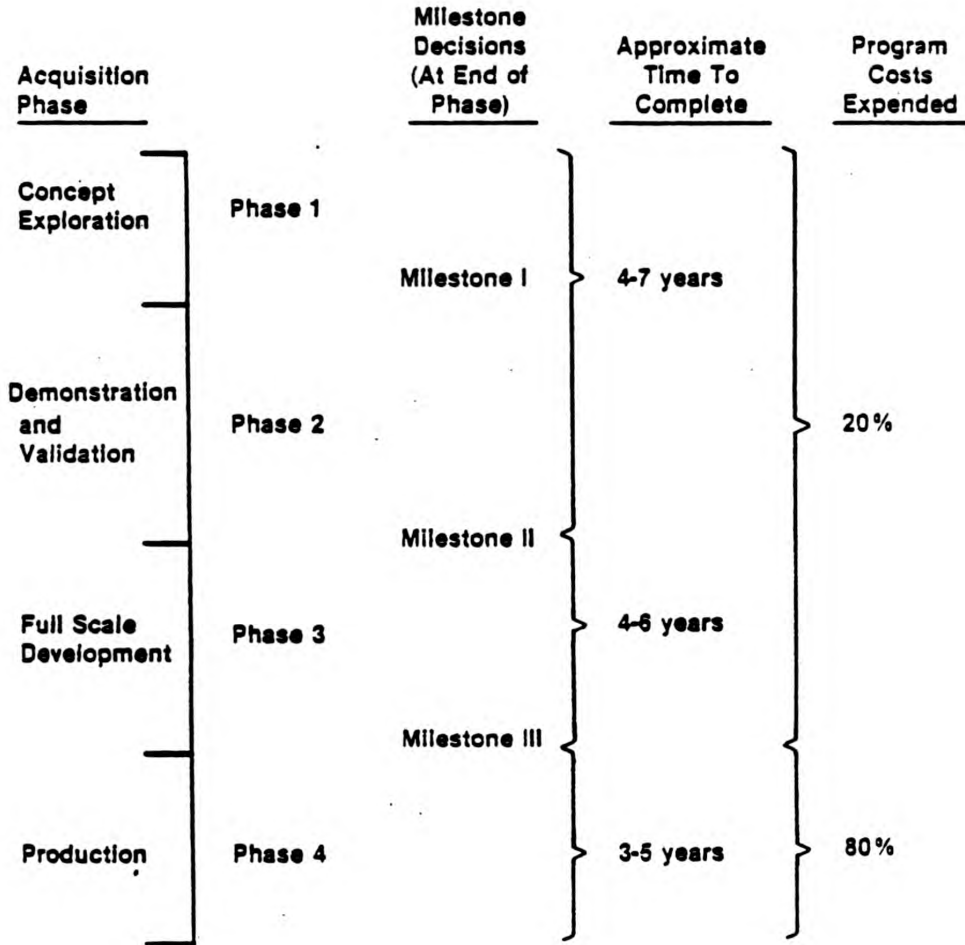 Acquisition
Phase
Milestone
Decisions
(At End of
Phase)
Approximate
Time To
Complete
Program
Costs
Expended
Concept
Exploration
Phase 1
Milestone I
4-7 years
Demonstration
and
Validation
Phase 2
20%
Milestone II
Full Scale
Development
Phase 3
4-6 years
Milestone III
Production
Phase 4
3-5 years
80%